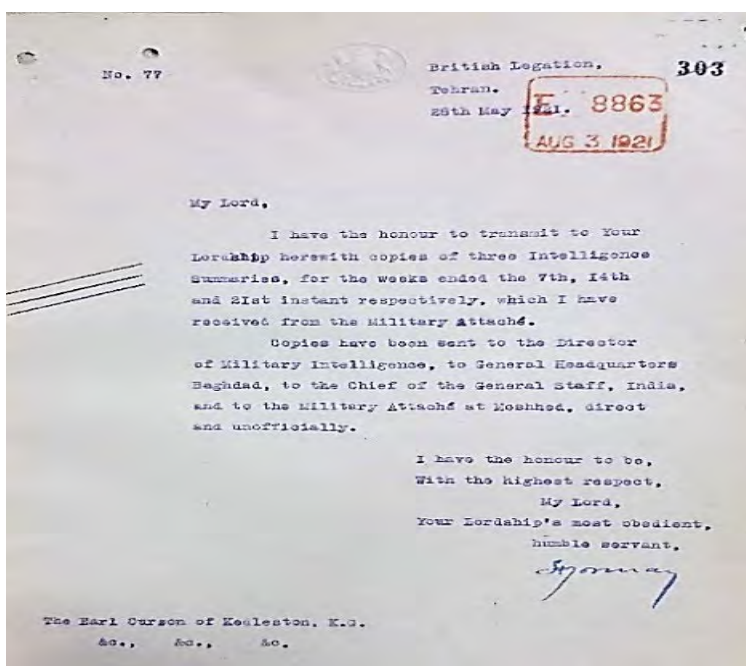 No. 77
British Legation,
303
Tehran.
28th May 1921.
E 8863
AUG 3 1921
My Lord,
I have the honour to transmit to Your
Lordship herewith copies of three Intelligence
Summaries, for the weeks ended the 7th, I4th
and 2Ist instant respectively, which I have
received from the Military Attaché.
Copies have been sent to the Director
of Military Intelligence, to General Headquarters
Baghdad, to the Chief of the General Staff, India,
and to the Military Attaché at Meshhed, direct
and unofficially.
I have the honour to be,
With the highest respect,
My Lord,
Your Lordship's most obedient,
humble servant,
The Earl Curzon of Kedleston, K.G.
&c., &c., &c.